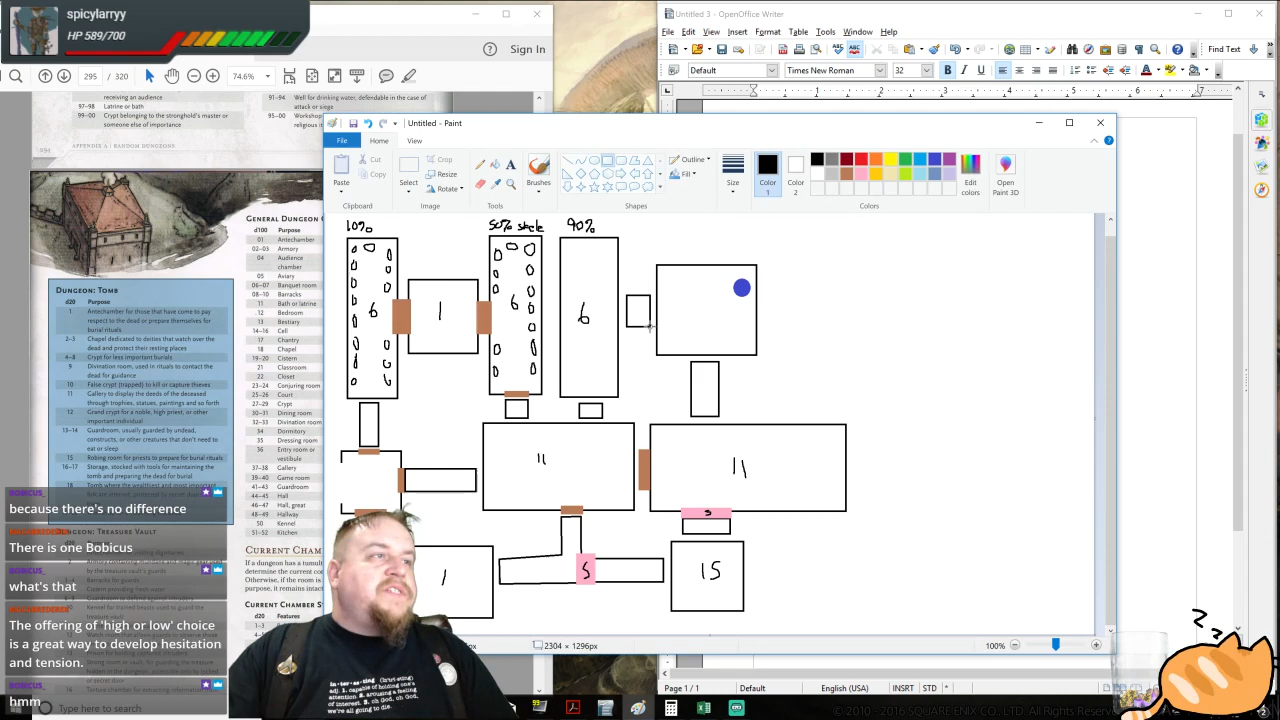 spicylarryy
HP 589/700
Sign In
295 / 320
74.6%
receiving an audience
97–98 Latrine or bath
99–00 Crypt belonging to the stronghold's master or
someone else of importance
91–94 Well for drinking water, defendable in the case of
attack or siege
95–00
APPENDIX A | RANDOM DUNGEONS
DUNGEON: TOMB
d20 Purpose
1 Antechamber for those that have come to pay
respect to the dead or prepare themselves for
burial rituals
2–3 Chapel dedicated to deities that watch over the
dead and protect their resting places
4–8 Crypt for less important burials
9 Divination room, used in rituals to contact the
dead for guidance
10 False crypt (trapped) to kill or capture thieves
11 Gallery to display the deeds of the deceased
through trophies, statues, paintings and so forth
12 Grand crypt for a noble, high priest, or other
important individual
13–14 Guardroom, usually guarded by undead,
constructs, or other creatures that don't need to
eat or sleep
15 Robing room for priests to prepare for burial rituals
16–17 Storage, stocked with tools for maintaining the
tomb and preparing the dead for burial
d100 Purpose
01 Antechamber
02–03 Armory
04 Audience
chamber
05 Aviary
06–07 Banquet room
08–10 Barracks
11 Bath or latrine
12 Bedroom
13 Bestiary
14–16 Cell
17 Chantry
18 Chapel
19–20 Cistern
21 Classroom
22 Closet
23–24 Conjuring room
25–26 Court
27–29 Crypt
30–31 Dining room
32–33 Divination room
34 Dormitory
35 Dressing room
36 Entry room or
vestibule
37–38 Gallery
39–40 Game room
41–43 Guardroom
44–45 Hall
46–47 Hall, great
48–49 Hallway
50 Kennel
51–52 Kitchen
BOBICUS_
because there's no difference
There is one Bobicus
BOBICUS_
what's that
The offering of 'high or low' choice
is a great way to develop hesitation
and tension.
BOBICUS_
hmm
Type here to search
Untitled - Paint
File Home View
Paste
Cut
Copy
Clipboard
Select
Crop
Resize
Rotate
Image
Tools
Brushes
Outline
Fill
Shapes
Size
Color
1
Color
2
Edit
colors
Open
Paint 3D
Colors
10% 50% skele 90%
6 1 6 6
11 11
S
1 S 15
2304 × 1296px
100%
Untitled 3 - OpenOffice Writer
File Edit View Insert Format Table Tools Window Help
Find Text
Default Times New Roman 32
Page 1 / 1 Default English (USA) INSRT STD
in·ter·es·ting
© 2010 - 2016 SQUARE ENIX CO., LTD. All Rights Reserved.